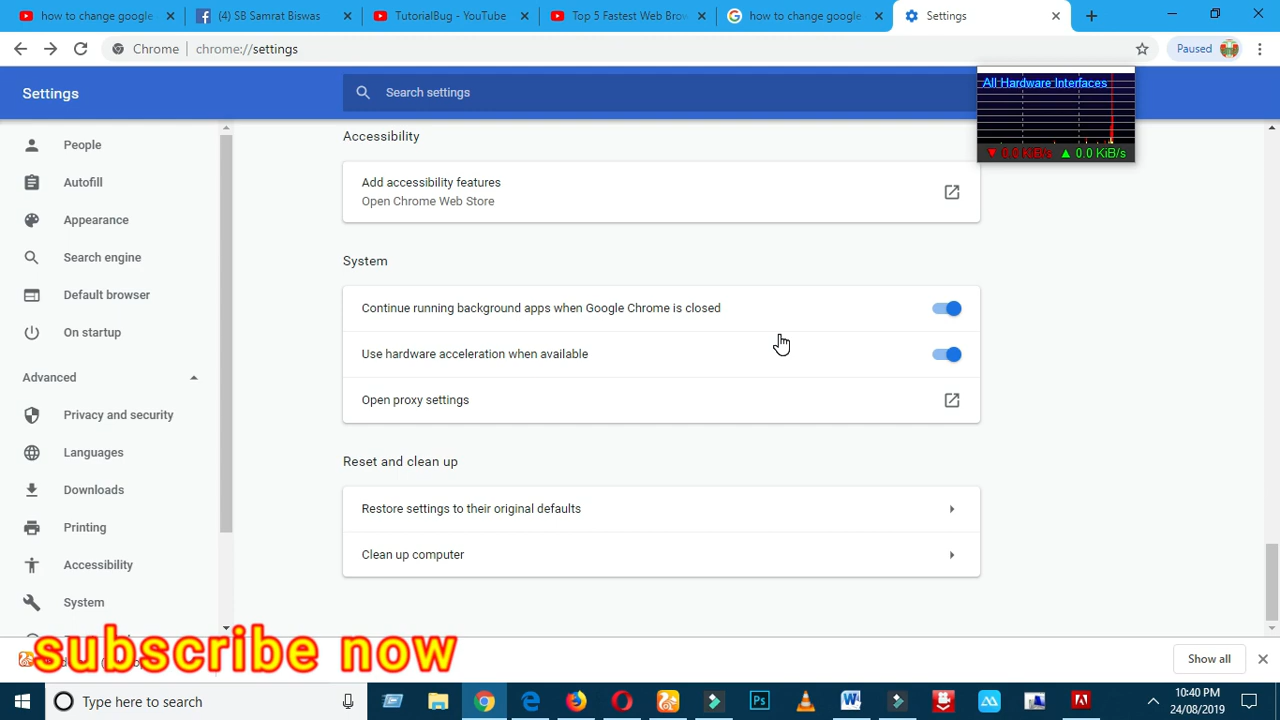 how to change google
(4) SB Samrat Biswas
TutorialBug - YouTube
Top 5 Fastest Web Brow
how to change google
Settings
Chrome
chrome://settings
Paused
Settings
Search settings
All Hardware Interfaces
0.0 KiB/s
0.0 KiB/s
People
Autofill
Appearance
Search engine
Default browser
On startup
Advanced
Privacy and security
Languages
Downloads
Printing
Accessibility
System
Accessibility
Add accessibility features
Open Chrome Web Store
System
Continue running background apps when Google Chrome is closed
Use hardware acceleration when available
Open proxy settings
Reset and clean up
Restore settings to their original defaults
Clean up computer
subscribe now
Show all
Type here to search
Ps
10:40 PM
24/08/2019